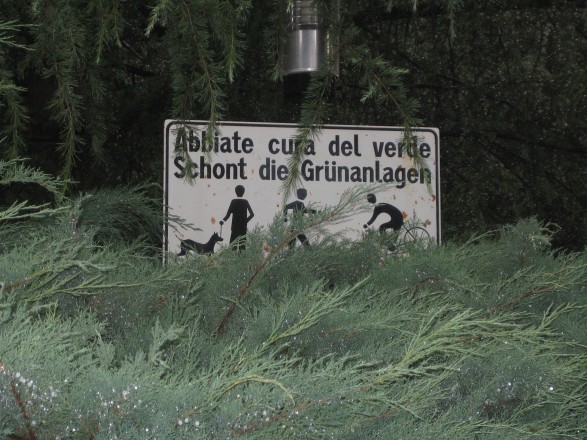 Abbiate cura del verde
Schont die Grünanlagen